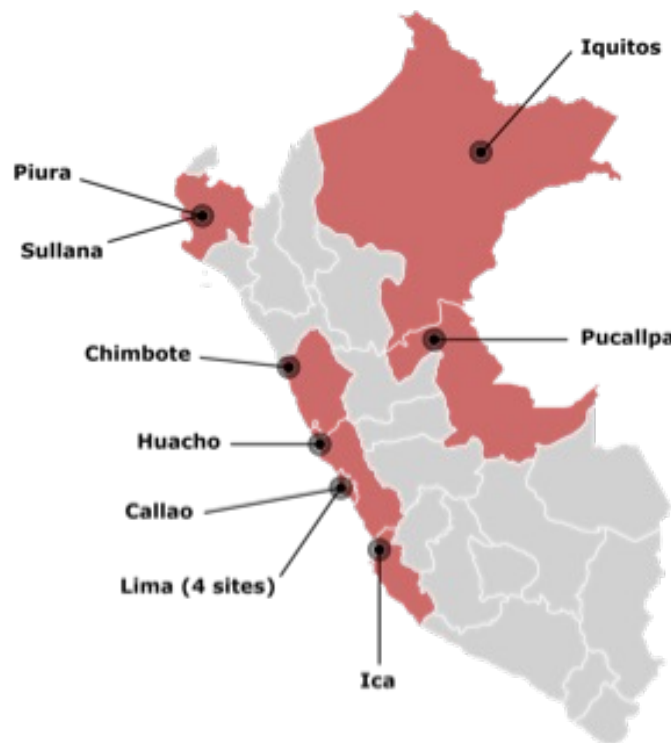 Iquitos
Piura
Sullana
Pucallpa
Chimbote
Huacho
Callao
Lima (4 sites)
Ica